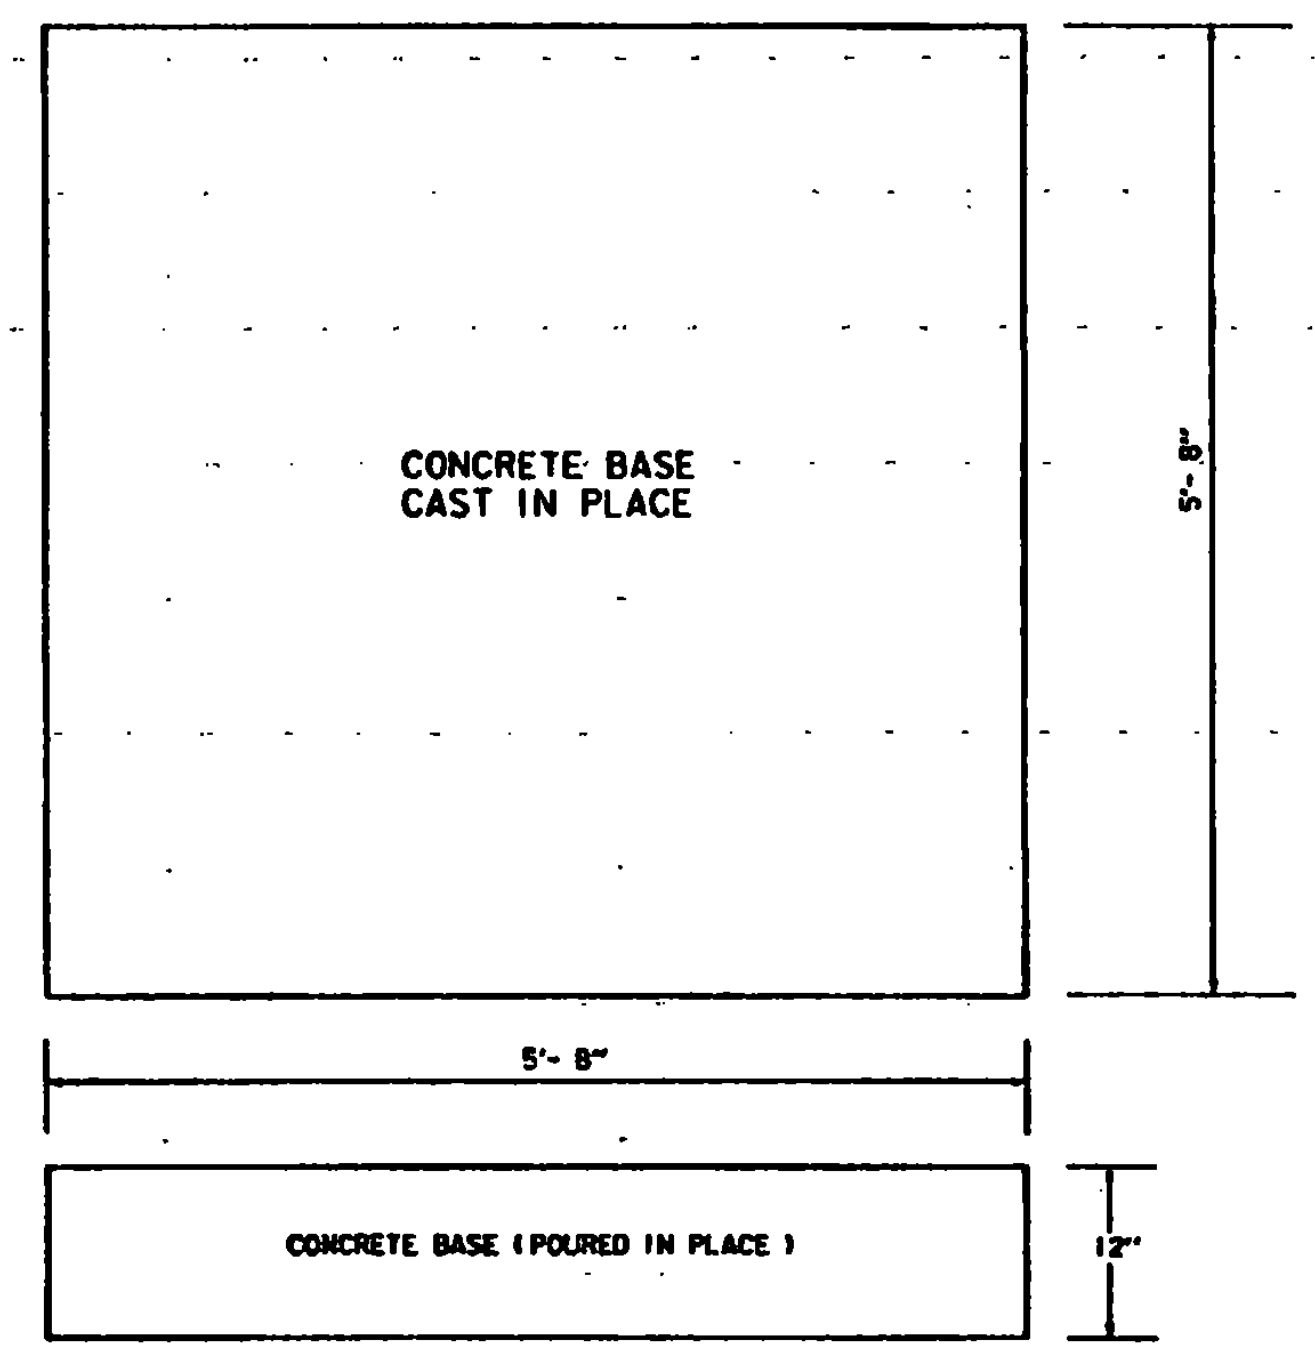 CONCRETE BASE
CAST IN PLACE
5'- 8"
5'- 8"
CONCRETE BASE (POURED IN PLACE)
12"